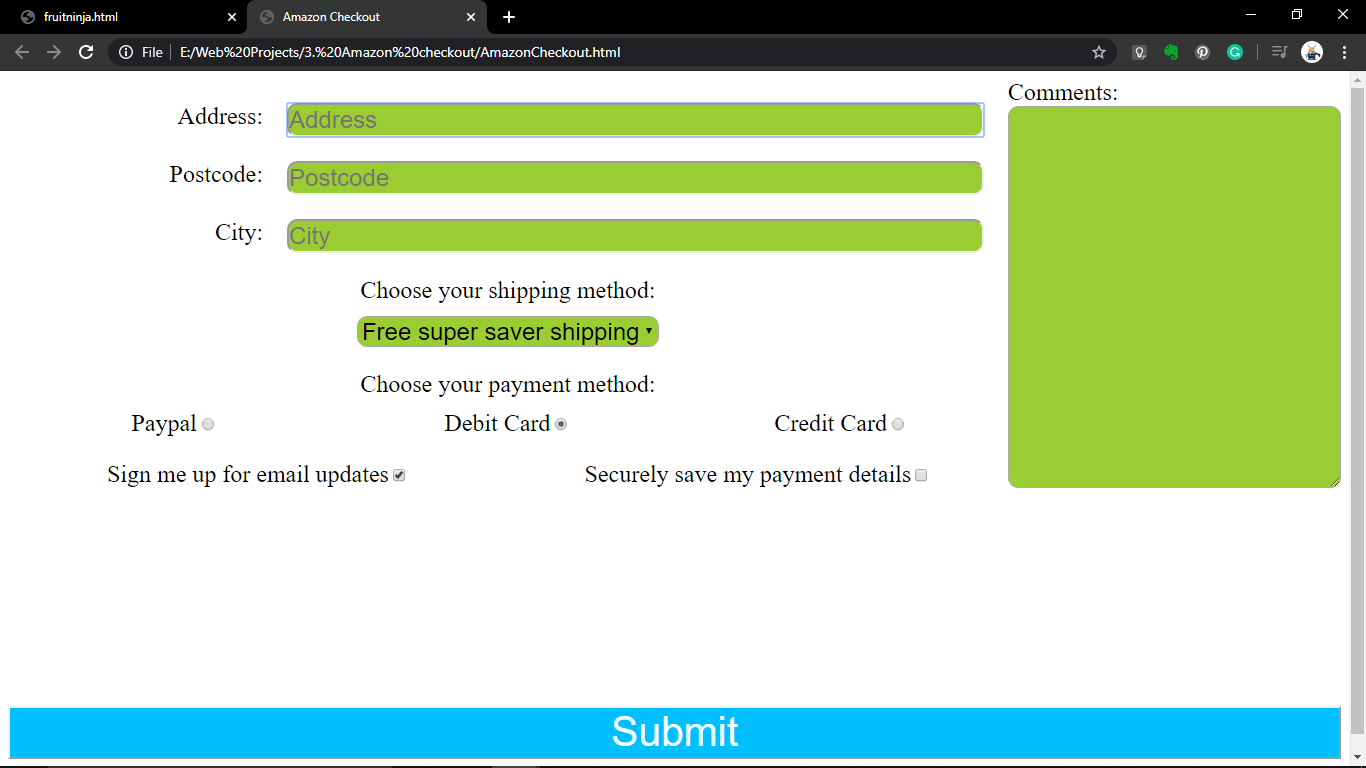 fruitninja.html
Amazon Checkout
File
E:/Web%20Projects/3.%20Amazon%20checkout/AmazonCheckout.html
Address:
Address
Postcode:
Postcode
City:
City
Choose your shipping method:
Free super saver shipping
Choose your payment method:
Paypal
Debit Card
Credit Card
Sign me up for email updates
Securely save my payment details
Comments:
Submit